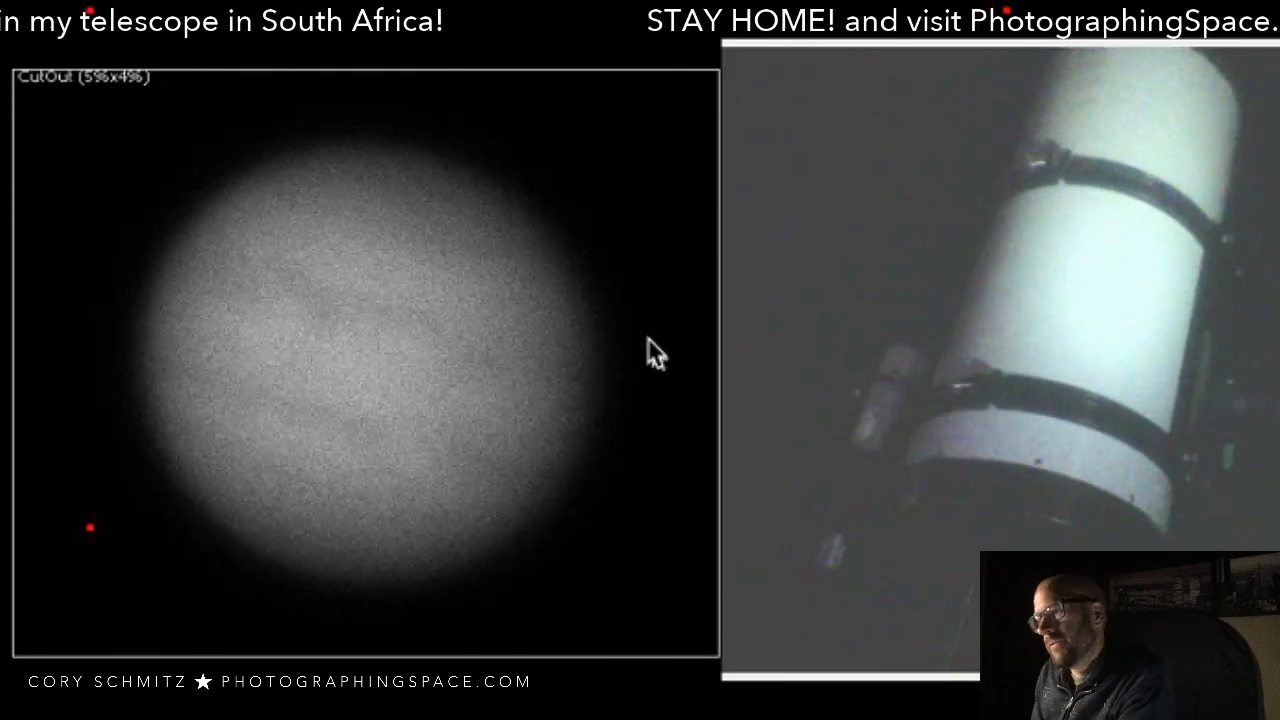 in my telescope in South Africa!
STAY HOME! and visit PhotographingSpace.
CutOut (5%x4%)
CORY SCHMITZ ★ PHOTOGRAPHINGSPACE.COM